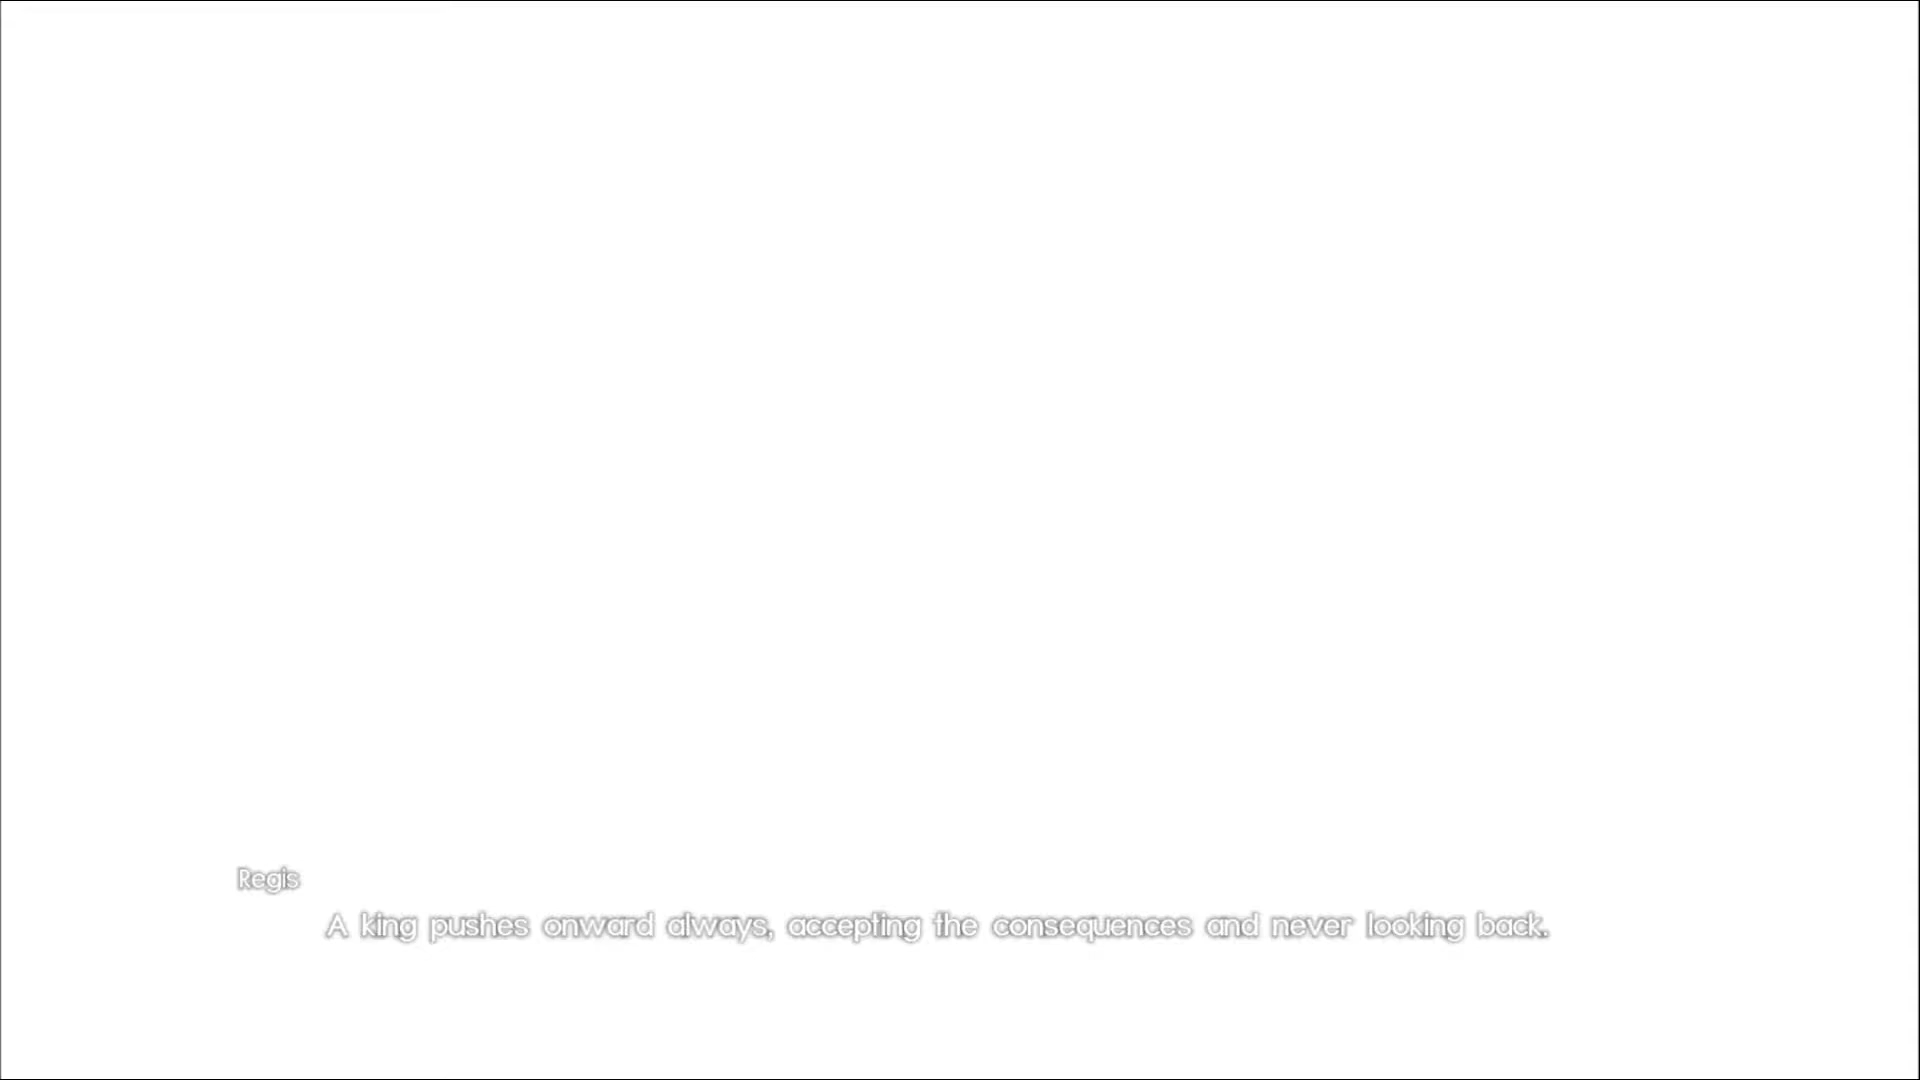 Regis
A king pushes onward always, accepting the consequences and never looking back.